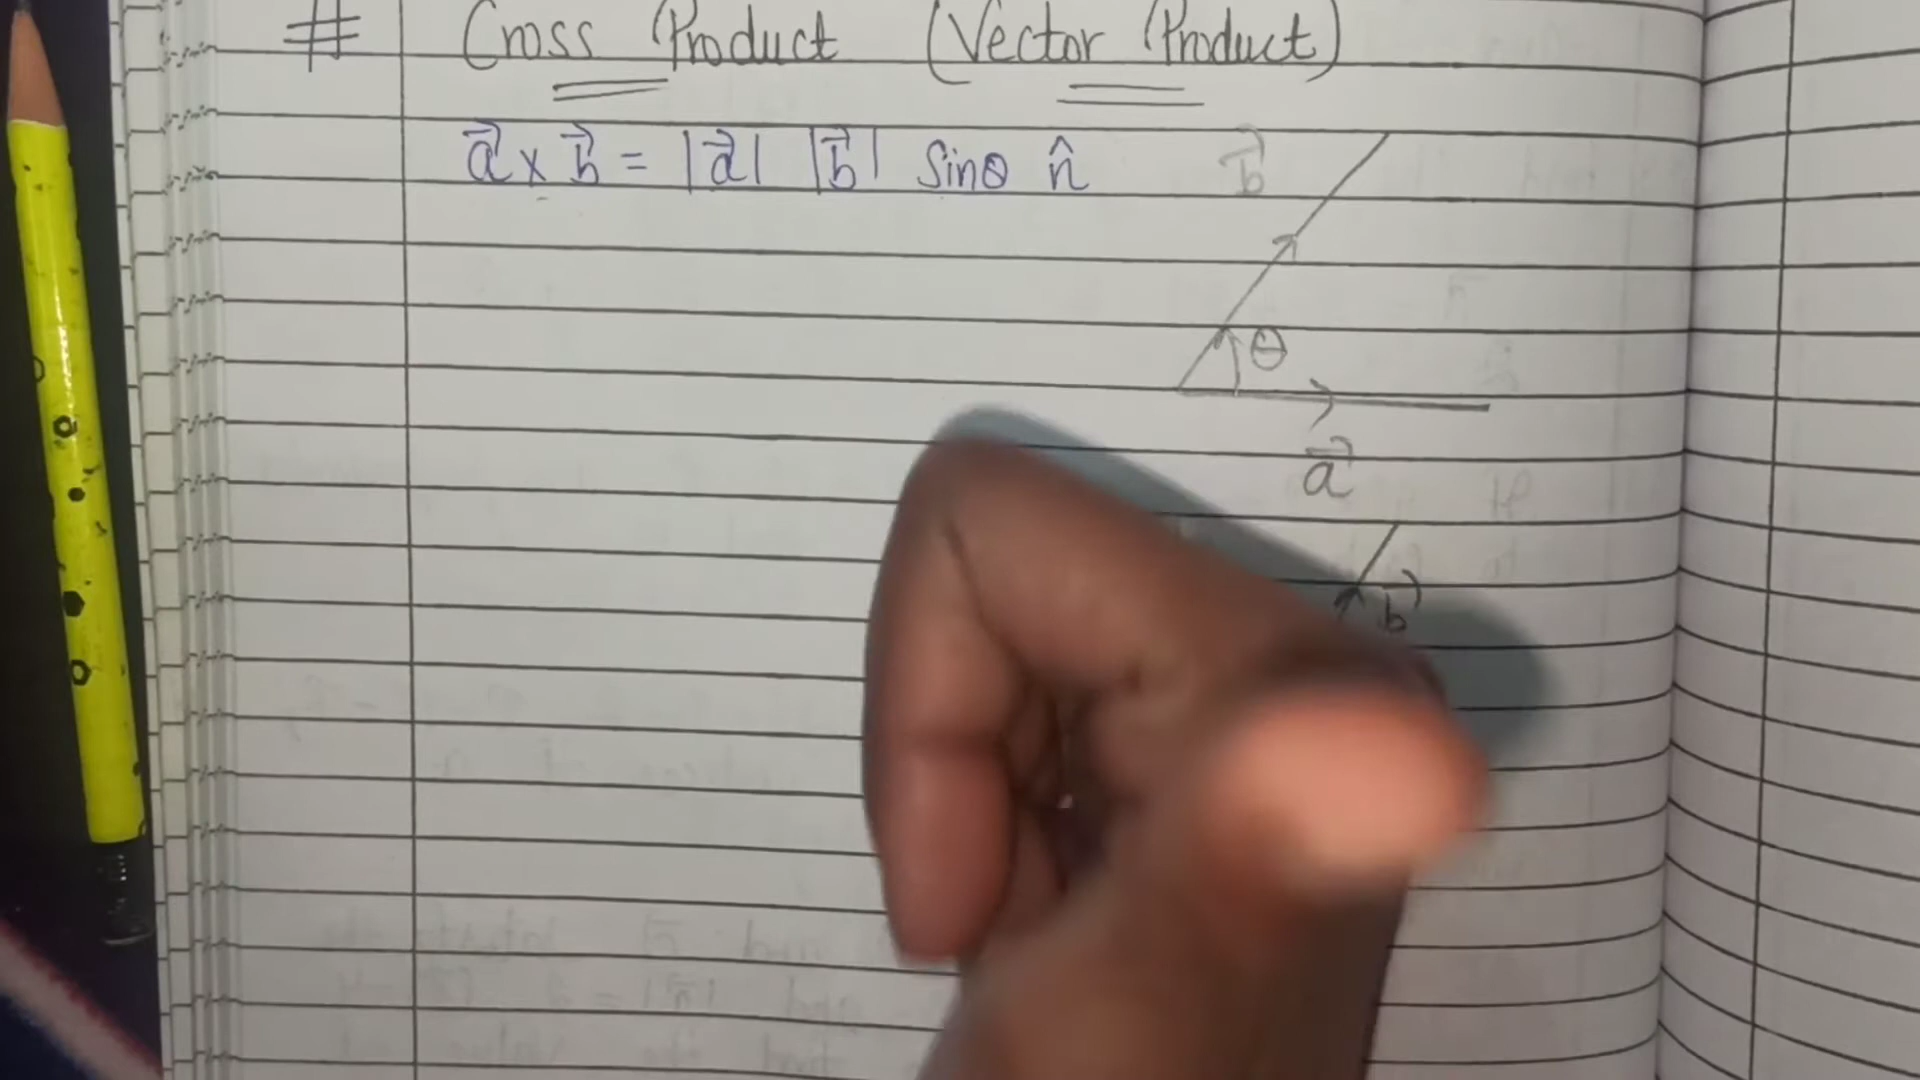 # Cross Product (Vector Product)
a⃗ x b⃗ = |a⃗| |b⃗| Sinθ n̂
b⃗
θ
a⃗
b⃗